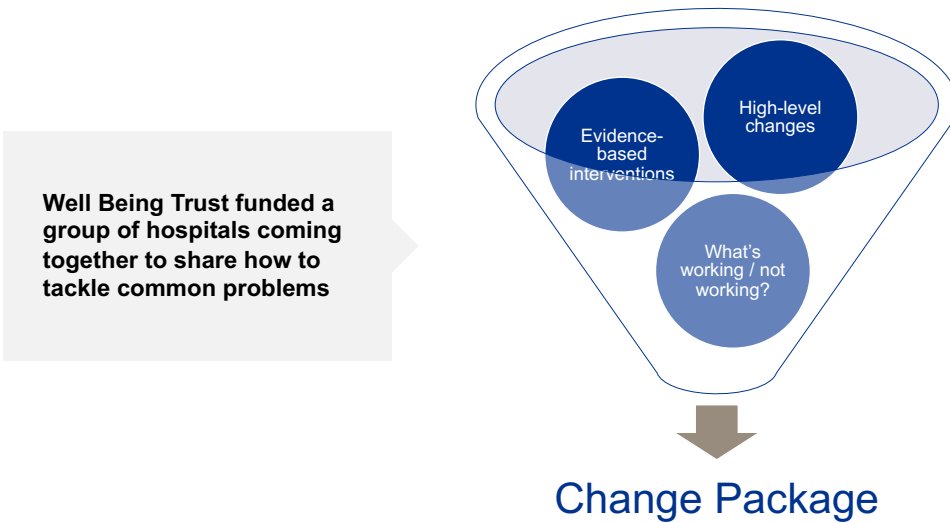 Well Being Trust funded a
group of hospitals coming
together to share how to
tackle common problems
Evidence-
based
interventions
High-level
changes
What's
working / not
working?
Change Package